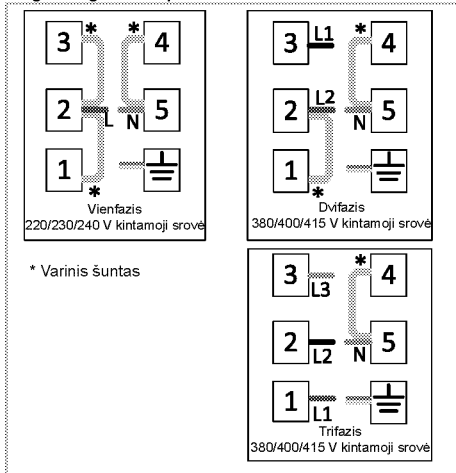 3 * * 4
2 L N 5
1
*
Vienfazis
220/230/240 V kintamoji srovė
3 L1 * 4
2 L2 N 5
1
*
Dvifazis
380/400/415 V kintamoji srovė
* Varinis šuntas
3 L3 * 4
2 L2 N 5
1 L1
Trifazis
380/400/415 V kintamoji srovė